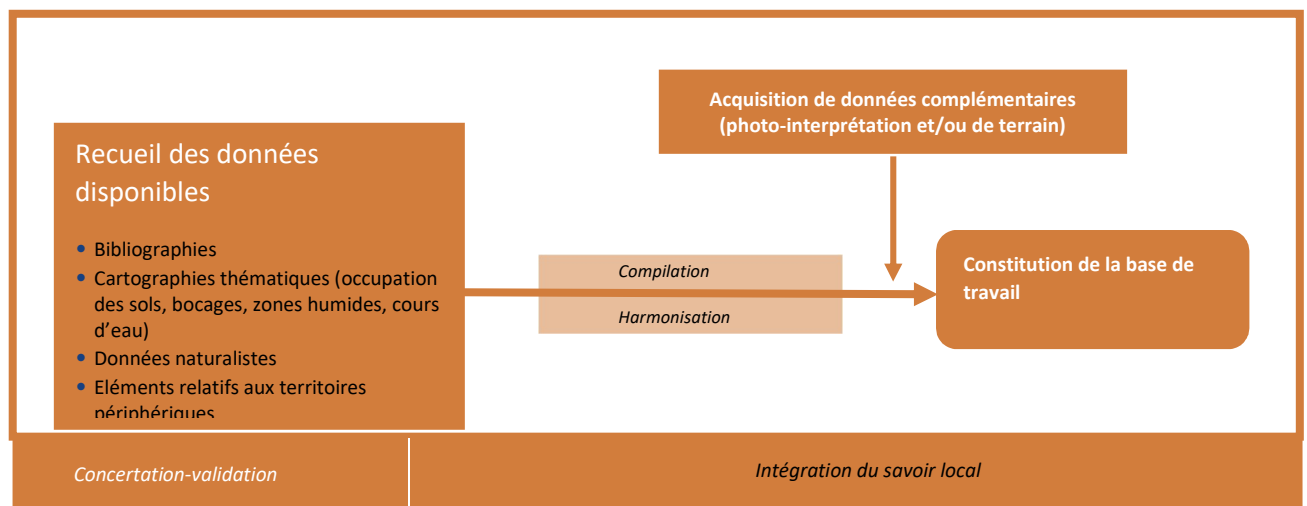 Acquisition de données complémentaires
(photo-interprétation et/ou de terrain)
Recueil des données
disponibles
• Bibliographies
• Cartographies thématiques (occupation
des sols, bocages, zones humides, cours
d’eau)
• Données naturalistes
• Eléments relatifs aux territoires
périphériques
Compilation
Harmonisation
Constitution de la base de
travail
Concertation-validation
Intégration du savoir local